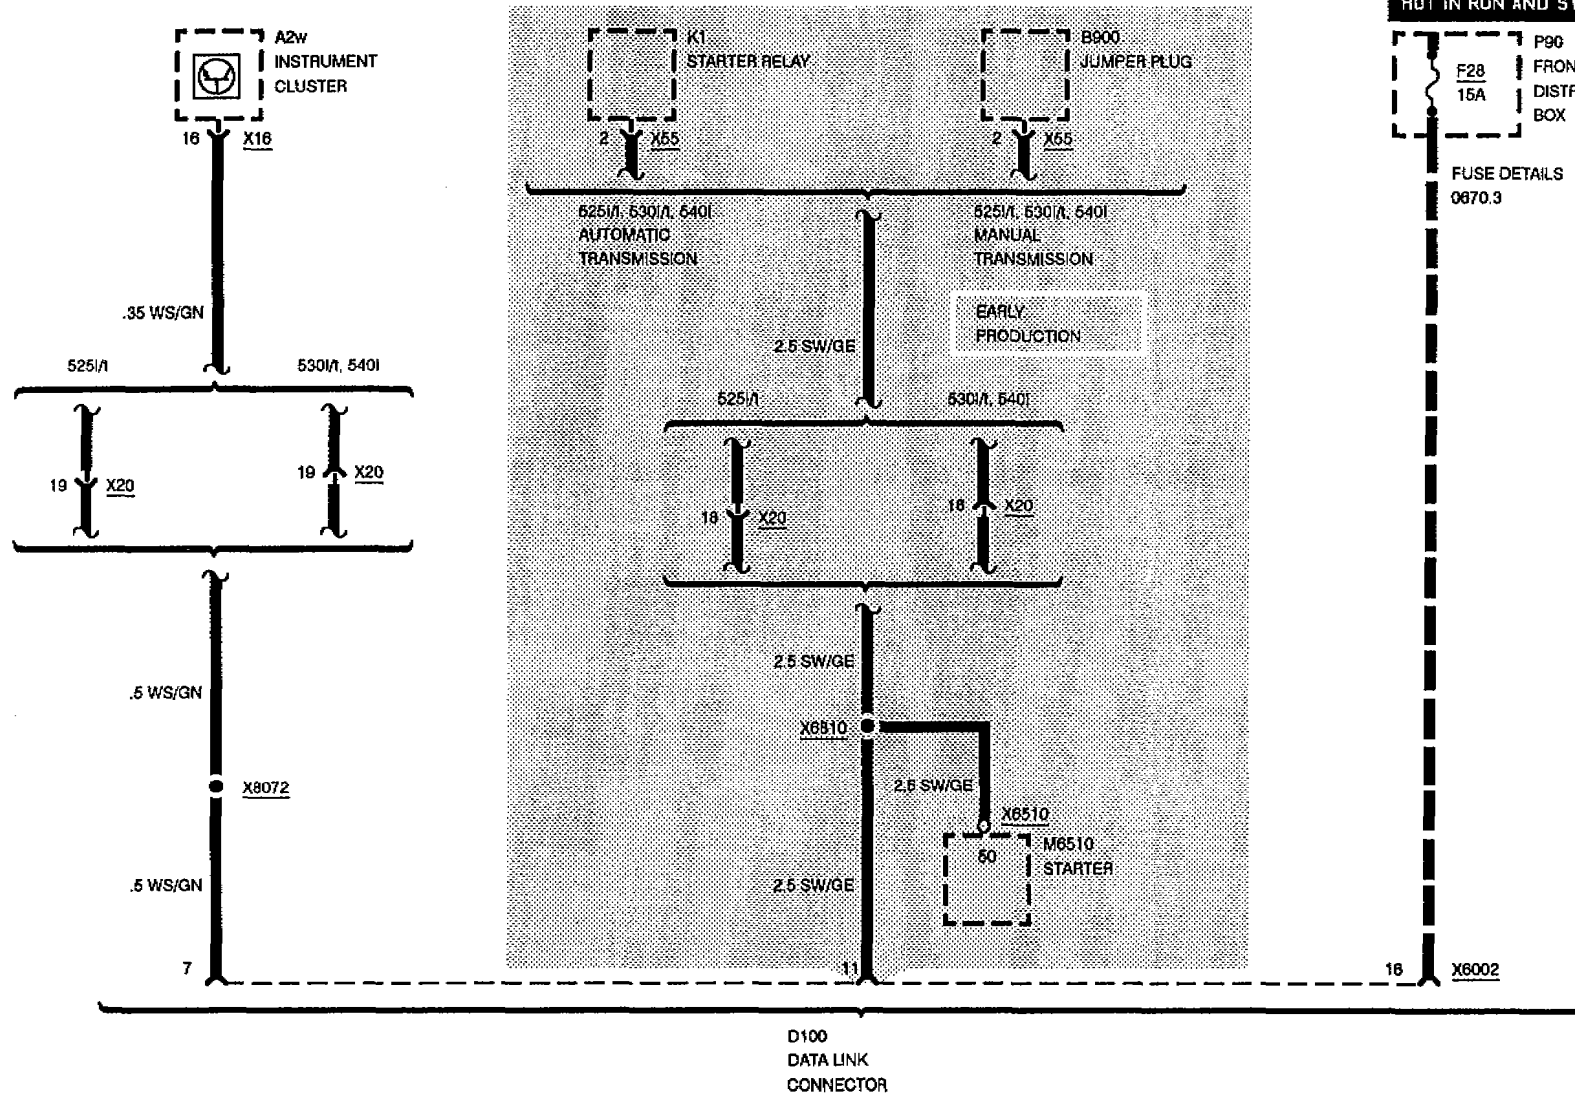 HOT IN RUN AND
A2w
INSTRUMENT
CLUSTER
16 X16
K1
STARTER RELAY
2 X55
B900
JUMPER PLUG
2 X55
F28
15A
P90
BOX
FUSE DETAILS
0670.3
525I/t, 530I/t, 540I
AUTOMATIC
TRANSMISSION
525I/t, 530I/t, 540I
MANUAL
TRANSMISSION
EARLY
PRODUCTION
.35 WS/GN
2.5 SW/GE
525I/t
530I/t, 540I
525I/t
530I/t, 540I
19 X20
19 X20
18 X20
18 X20
.5 WS/GN
2.5 SW/GE
X6810
X8072
2.5 SW/GE
X6510
50
M6510
STARTER
.5 WS/GN
2.5 SW/GE
7
11
16 X6002
D100
DATA LINK
CONNECTOR